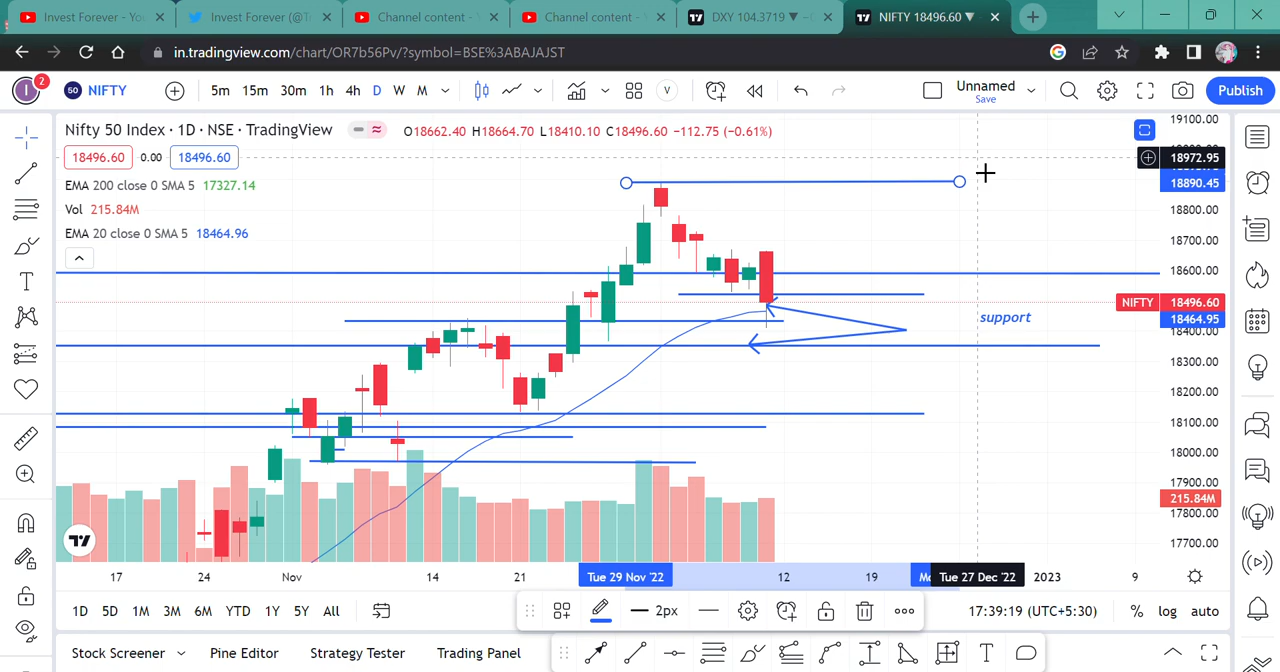 Invest Forever - Yo
Invest Forever (@T
Channel content -
Channel content -
DXY 104.3719 ▼ −
NIFTY 18496.60 ▼
in.tradingview.com/chart/OR7b56Pv/?symbol=BSE%3ABAJAJST
I 2 50 NIFTY 5m 15m 30m 1h 4h D W M V Unnamed Save Publish
Nifty 50 Index · 1D · NSE · TradingView O18662.40 H18664.70 L18410.10 C18496.60 −112.75 (−0.61%)
18496.60 0.00 18496.60
EMA 200 close 0 SMA 5 17327.14
Vol 215.84M
EMA 20 close 0 SMA 5 18464.96
19100.00
18972.95
18890.45
18800.00
18700.00
18600.00
NIFTY 18496.60
18464.95
support
18400.00
18300.00
18200.00
18100.00
18000.00
17900.00
215.84M
17800.00
17700.00
17 24 Nov 14 21 Tue 29 Nov '22 12 19 Mo Tue 27 Dec '22 2023 9
1D 5D 1M 3M 6M YTD 1Y 5Y All 2px 17:39:19 (UTC+5:30) % log auto
Stock Screener Pine Editor Strategy Tester Trading Panel